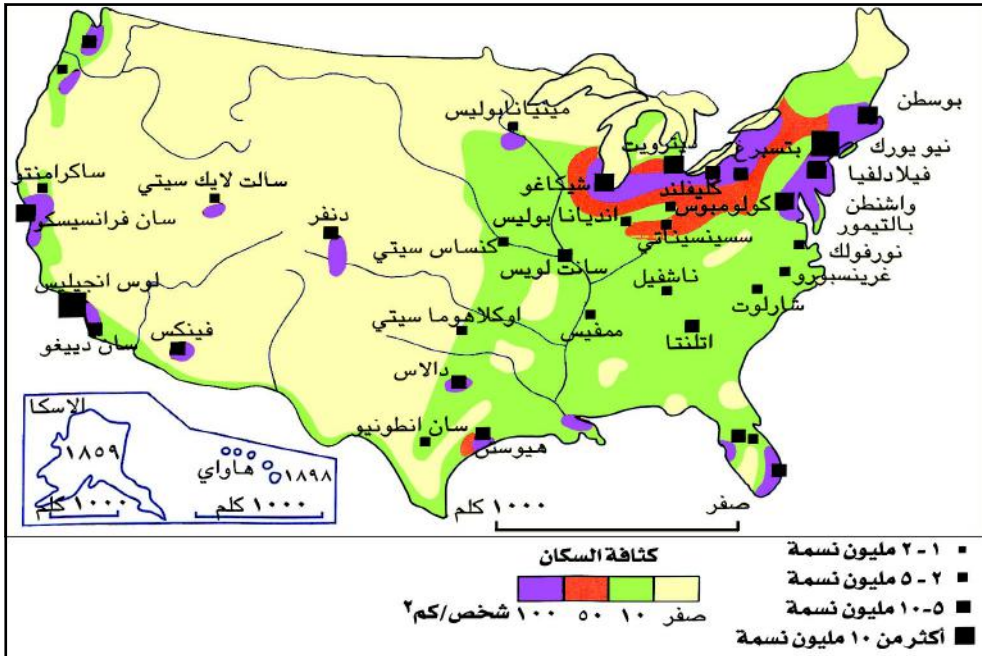 بوسطن
نيو يورك
فيلادلفيا
واشنطن
بالتيمور
نورفولك
غرينسبورو
شارلوت
بتسبرغ
ديترويت
كليفلند
كولومبوس
سسينسيناتي
انديانا بوليس
شيكاغو
مينيانابوليس
سانت لويس
كنساس سيتي
ناشفيل
ممفيس
اتلنتا
اوكلاهوما سيتي
دالاس
سان انطونيو
هيوستن
دنفر
سالت لايك سيتي
ساكرامنتو
سان فرانسيسكو
لوس انجيليس
سان دييغو
فينكس
الاسكا
١٨٥٩
١٠٠٠ كلم
هاواي
١٨٩٨
١٠٠٠ كلم
صفر
١٠٠٠ كلم
كثافة السكان
صفر
١٠
٥٠
١٠٠ شخص/كم٢
١ - ٢ مليون نسمة
٢ - ٥ مليون نسمة
٥-١٠ مليون نسمة
أكثر من ١٠ مليون نسمة